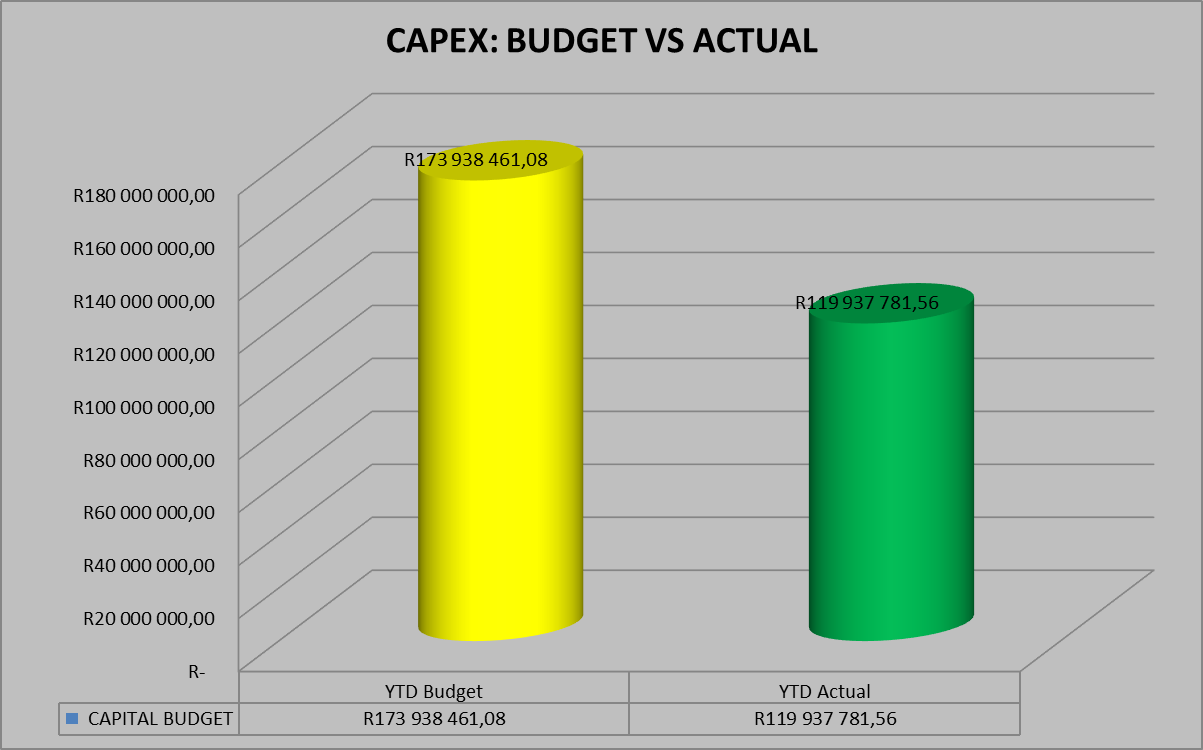 CAPEX: BUDGET VS ACTUAL
R173 938 461,08
R119 937 781,56
R180 000 000,00
R160 000 000,00
R140 000 000,00
R120 000 000,00
R100 000 000,00
R80 000 000,00
R60 000 000,00
R40 000 000,00
R20 000 000,00
R-
YTD Budget YTD Actual
CAPITAL BUDGET R173 938 461,08 R119 937 781,56